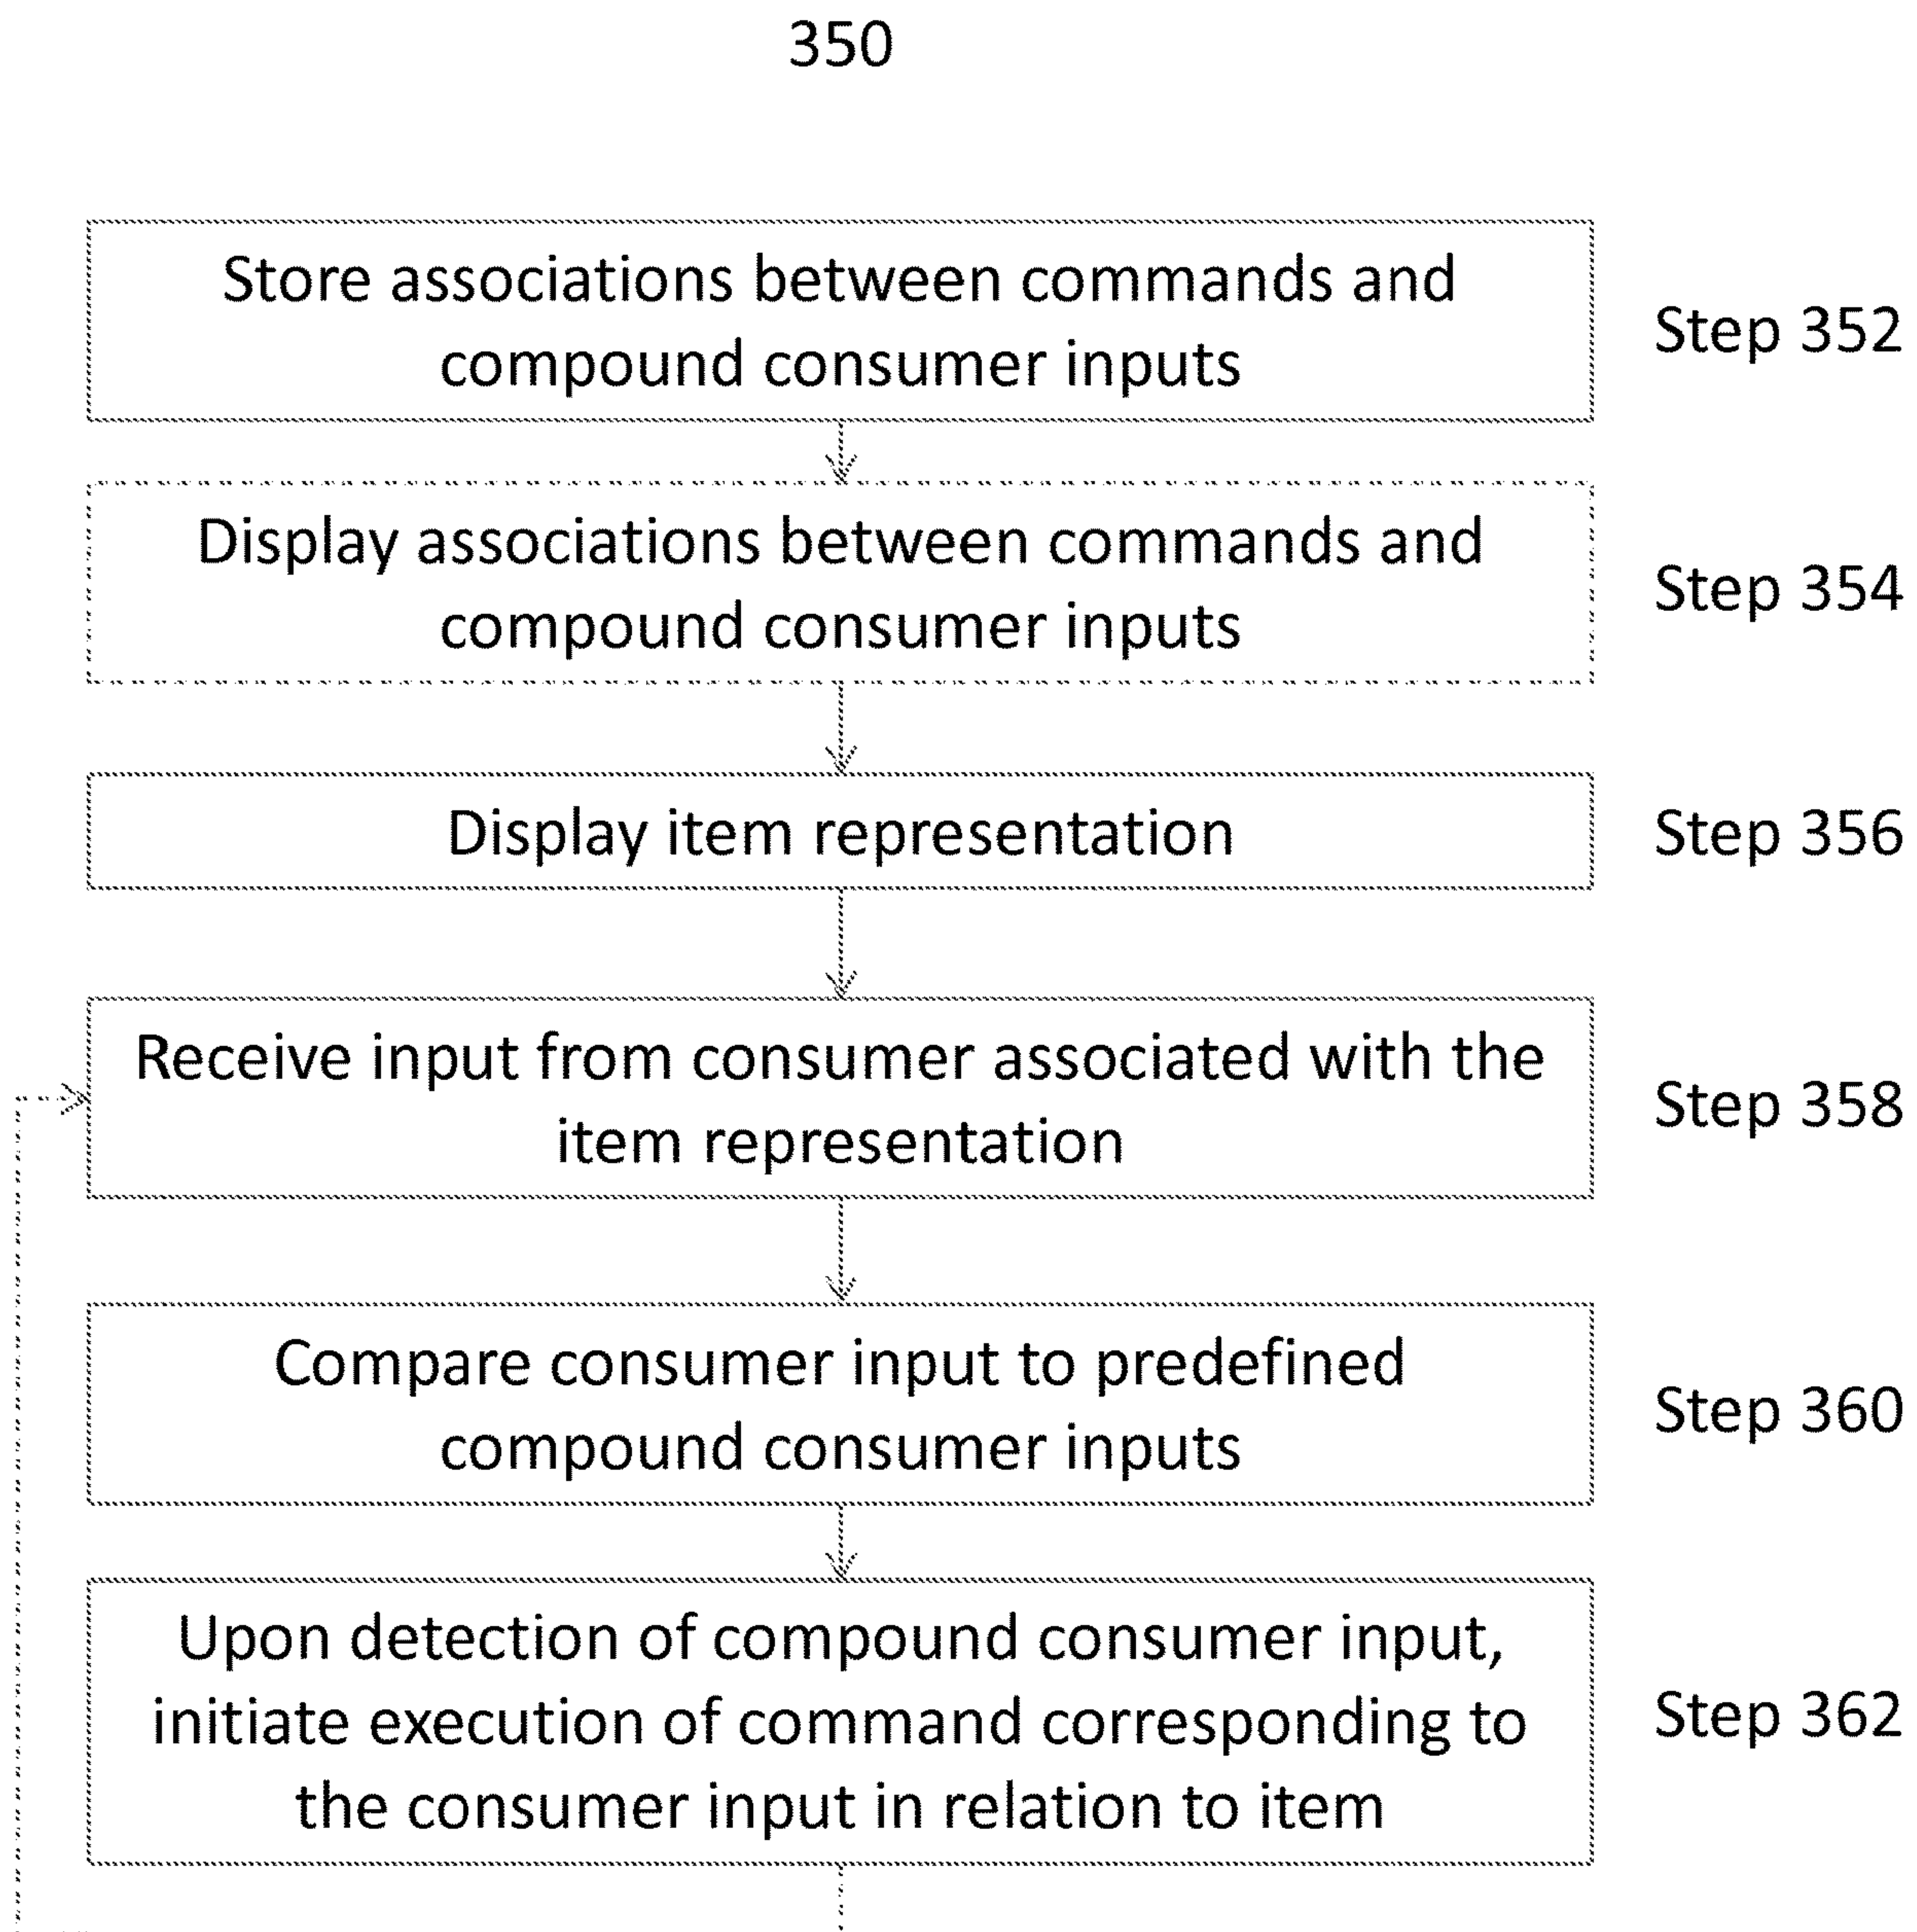 350
Store associations between commands and
compound consumer inputs
Step 352
Display associations between commands and
compound consumer inputs
Step 354
Display item representation
Step 356
Receive input from consumer associated with the
item representation
Step 358
Compare consumer input to predefined
compound consumer inputs
Step 360
Upon detection of compound consumer input,
initiate execution of command corresponding to
the consumer input in relation to item
Step 362